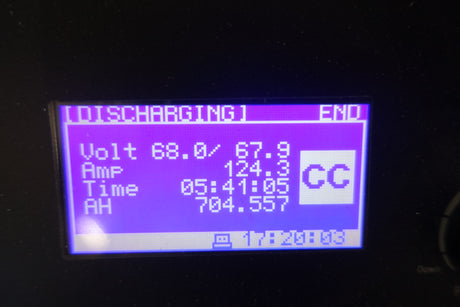 [DISCHARGING] END
Volt 68.0/ 67.9
Amp 124.3
Time 05:41:05
AH 704.557
CC
17:20:03